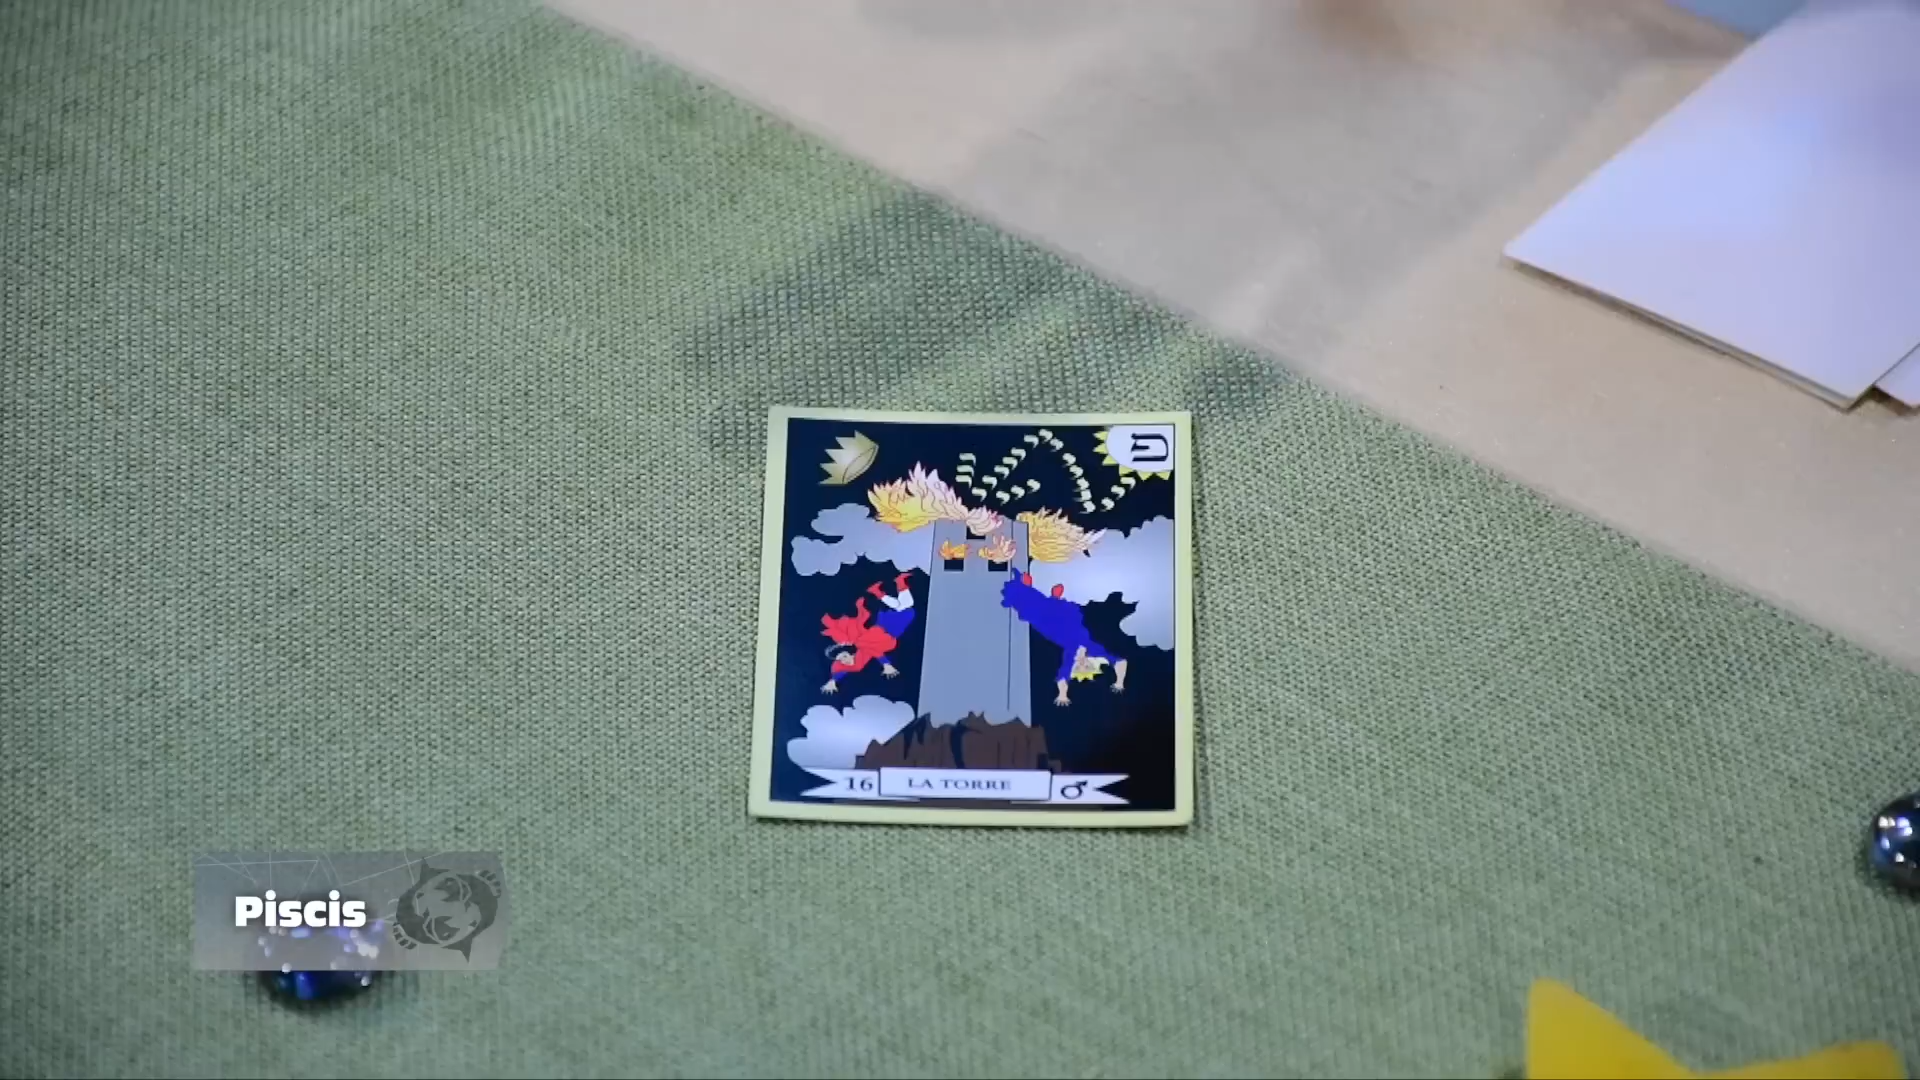 פ
16 LA TORRE ♂
Piscis